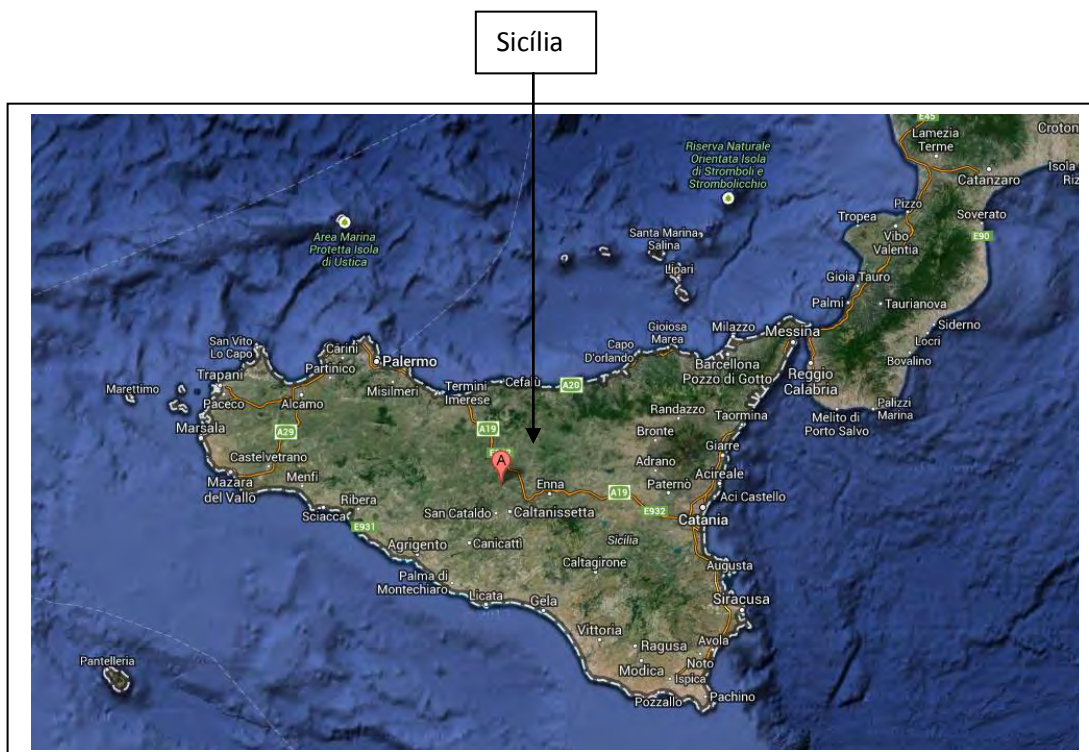 Sicília
E45
Lamezia
Terme
Croton
Riserva Naturale
Orientata Isola
di Stromboli e
Strombolicchio
Catanzaro
Isola
Riz
Pizzo
Tropea
Soverato
Area Marina
Protetta Isola
di Ustica
Santa Marina
Salina
Vibo
Valentia
E90
Lipari
Gioia Tauro
Palmi
Taurianova
San Vito
Lo Capo
Carini
Palermo
Gioiosa
Marea
Milazzo
Messina
Siderno
Locri
Capo
D'orlando
Bovalino
Trapani
Partinico
Misilmeri
Termini
Imerese
Cefalù
A20
Barcellona
Pozzo di Gotto
Reggio
Calabria
Marettimo
Paceco
Alcamo
Randazzo
Taormina
Melito di
Porto Salvo
Palizzi
Marina
Marsala
A29
A19
Bronte
Giarre
Castelvetrano
A
Adrano
Acireale
Mazara
del Vallo
Menfi
Enna
A19
Paternò
Aci Castello
Ribera
Sciacca
San Cataldo
Caltanissetta
E932
Catania
E931
Agrigento
Canicattì
Sicilia
Caltagirone
Augusta
Palma di
Montechiaro
Licata
Gela
Siracusa
Vittoria
Ragusa
Avola
Modica
Noto
Pantelleria
Ispica
Pozzallo
Pachino